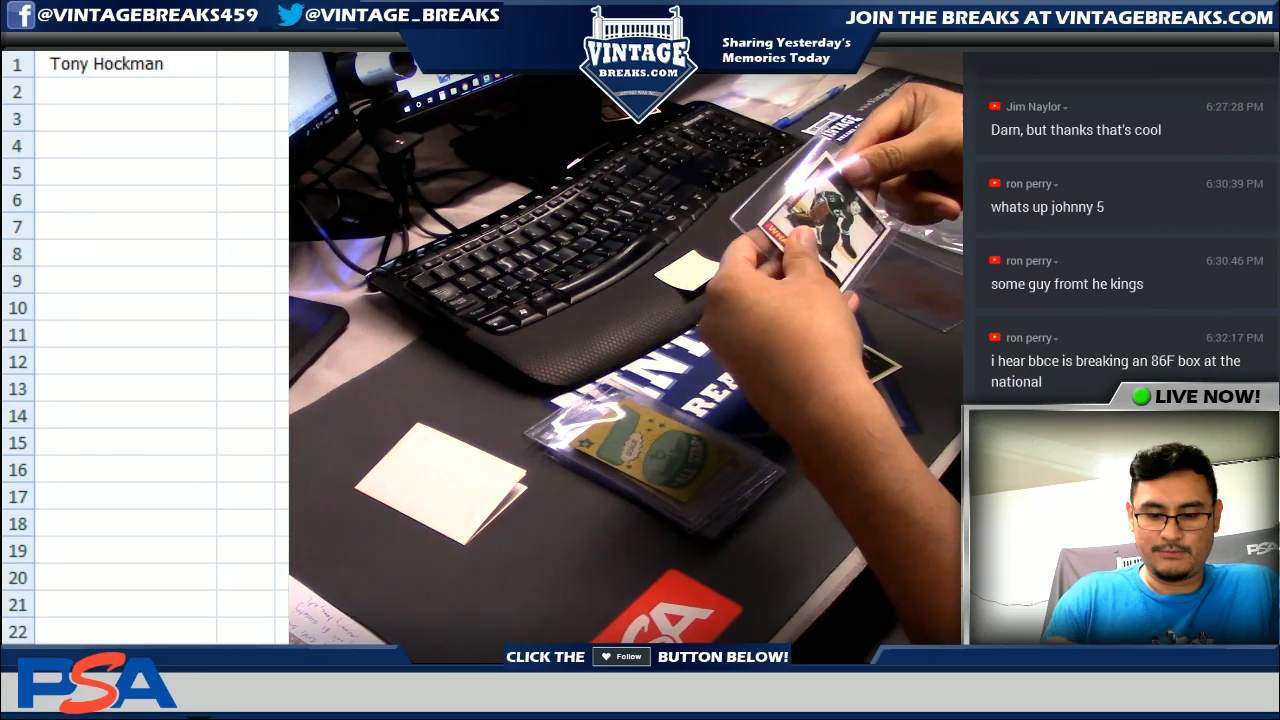 @VINTAGEBREAKS459
@VINTAGE_BREAKS
VINTAGE
BREAKS.COM
Sharing Yesterday's
Memories Today
JOIN THE BREAKS AT VINTAGEBREAKS.COM
1 Tony Hockman
2
3
4
5
6
7
8
9
10
11
12
13
14
15
16
17
18
19
20
21
22
Jim Naylor 6:27:28 PM
Darn, but thanks that's cool
ron perry 6:30:39 PM
whats up johnny 5
ron perry 6:30:46 PM
some guy fromt he kings
ron perry 6:32:17 PM
i hear bbce is breaking an 86F box at the
national
LIVE NOW!
PSA
CLICK THE Follow BUTTON BELOW!
PSA